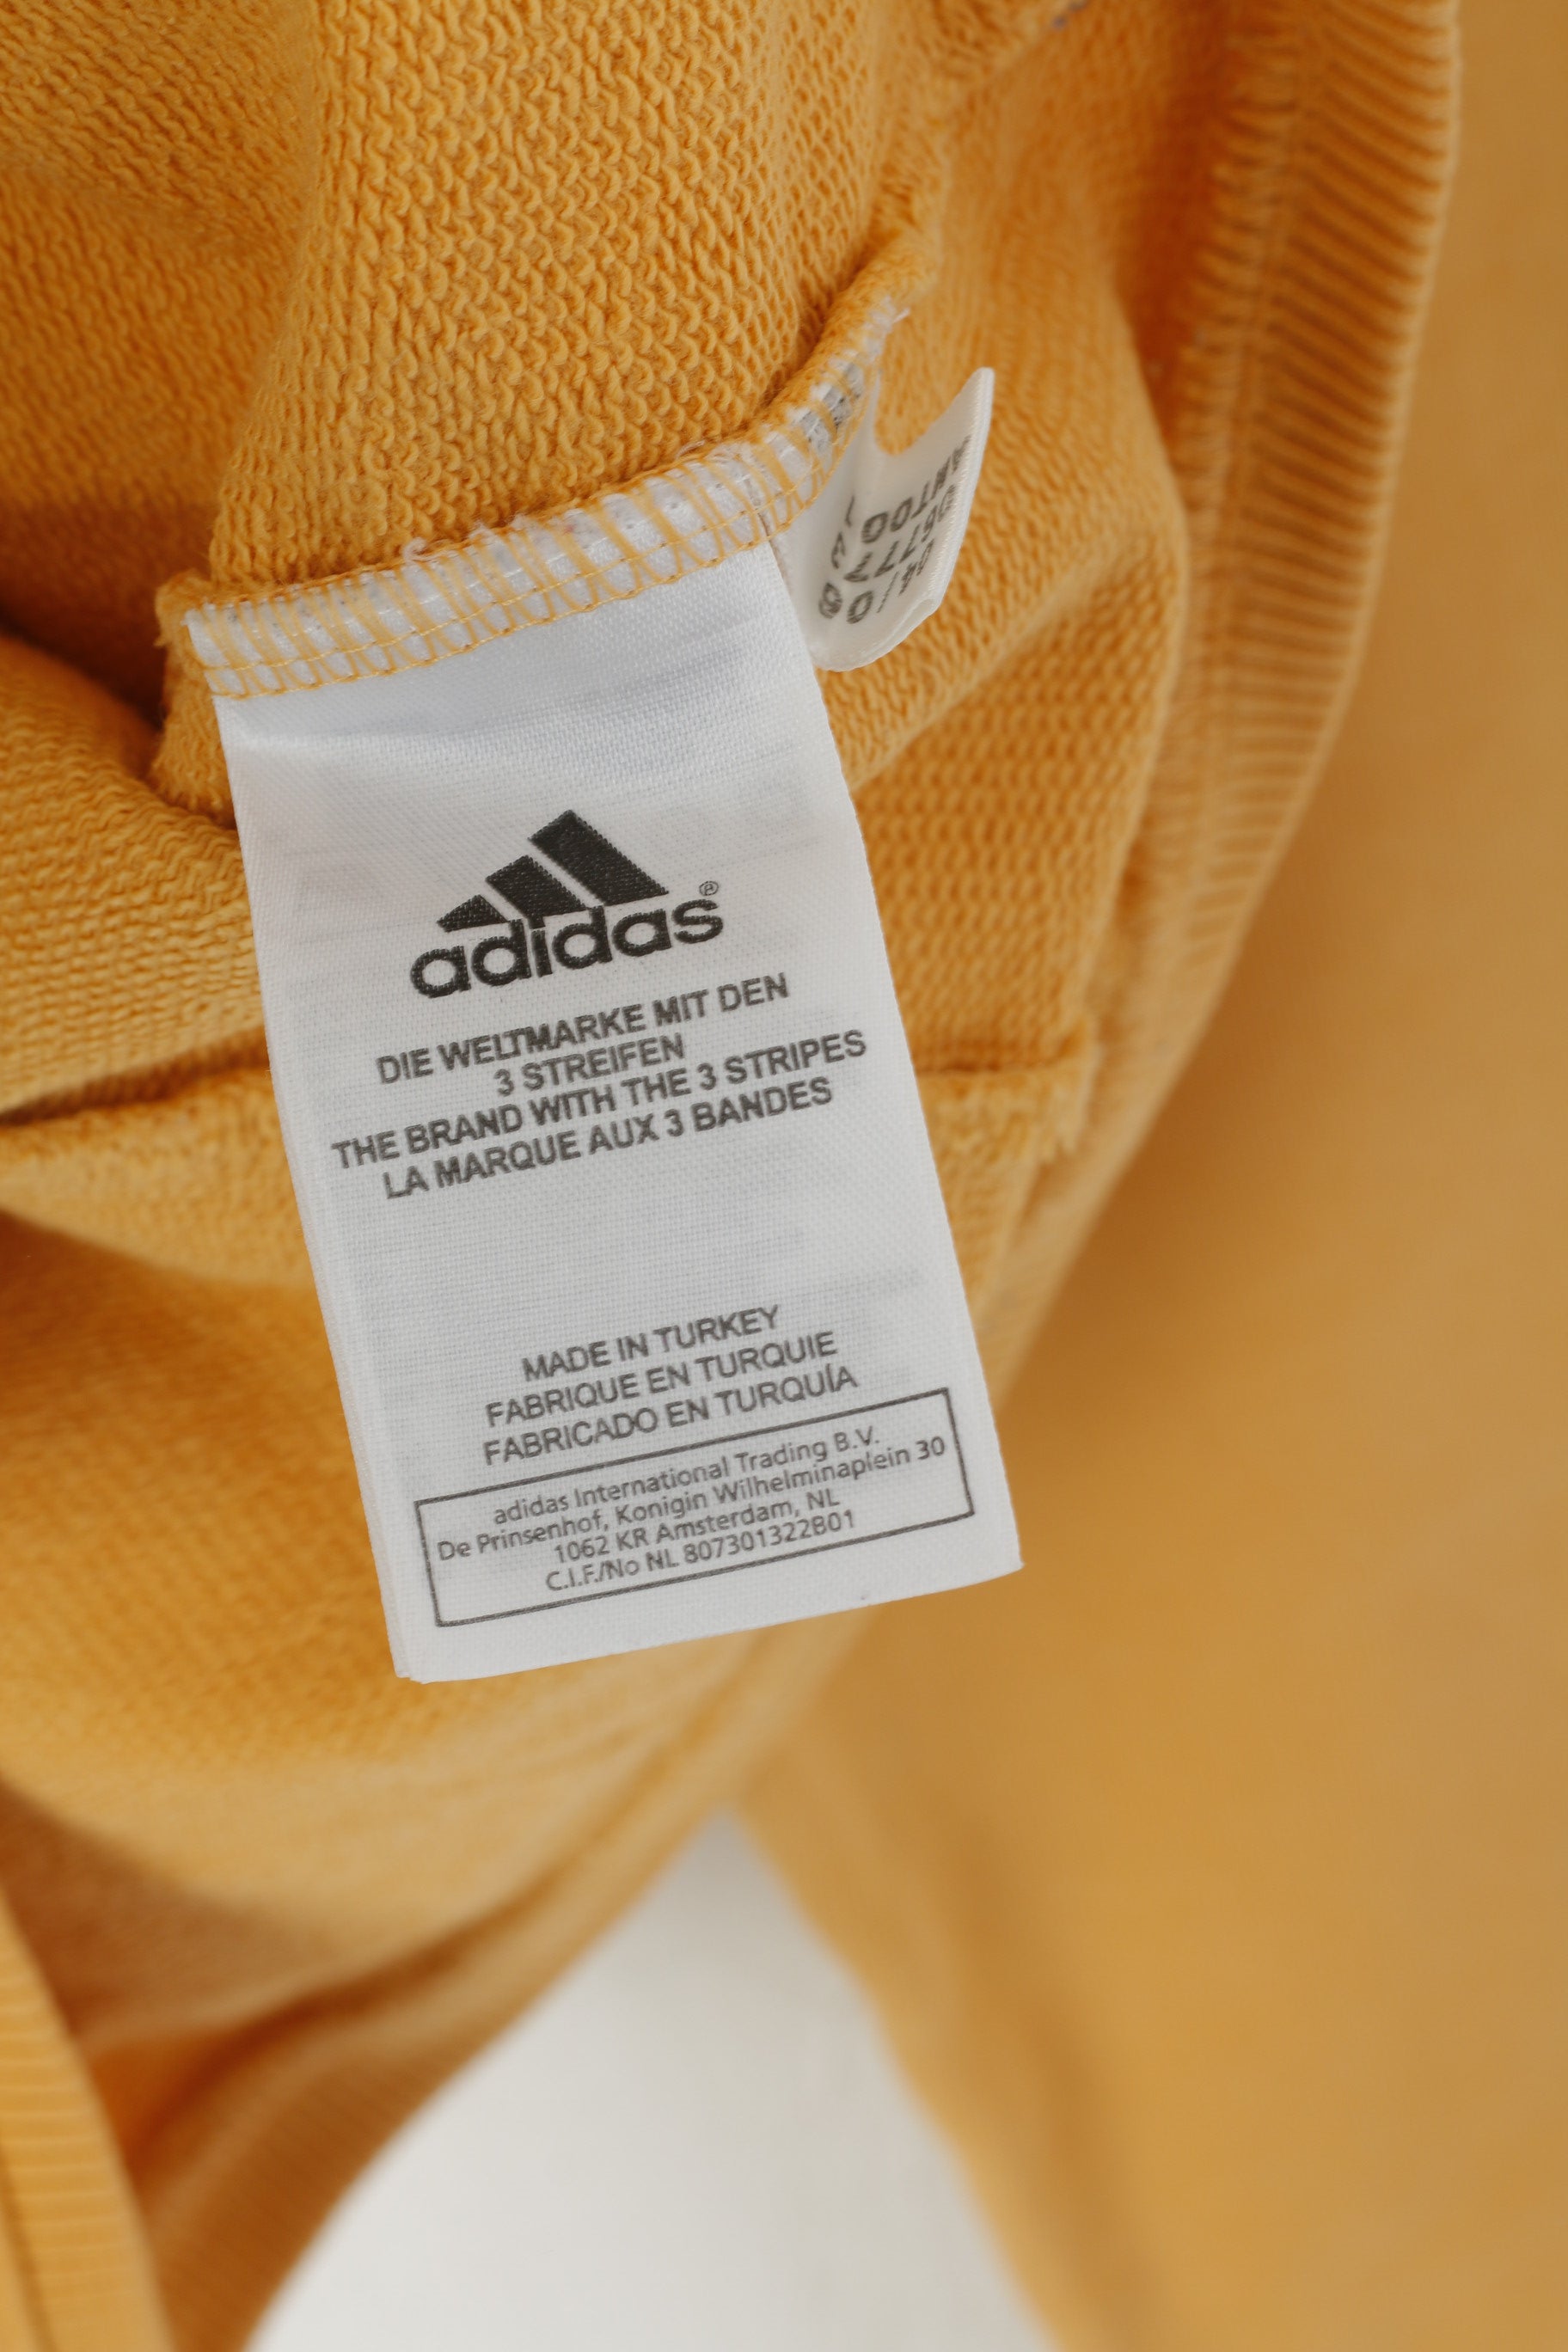 adidas®
DIE WELTMARKE MIT DEN
3 STREIFEN
THE BRAND WITH THE 3 STRIPES
LA MARQUE AUX 3 BANDES
MADE IN TURKEY
FABRIQUE EN TURQUIE
FABRICADO EN TURQUÍA
adidas International Trading B.V.
De Prinsenhof, Konigin Wilhelminaplein 30
1062 KR Amsterdam, NL
C.I.F./No NL 807301322B01